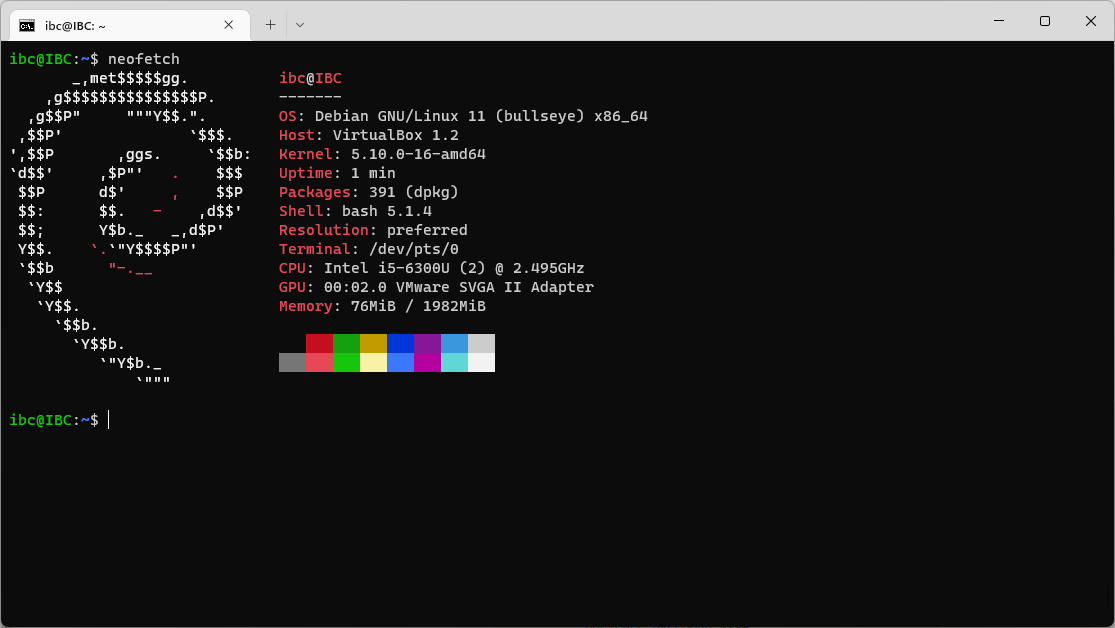 ibc@IBC: ~
ibc@IBC:~$ neofetch
       _,met$$$$$gg.          ibc@IBC
    ,g$$$$$$$$$$$$$$$P.       -------
  ,g$$P"     """Y$$.".        OS: Debian GNU/Linux 11 (bullseye) x86_64
 ,$$P'              `$$$.     Host: VirtualBox 1.2
',$$P       ,ggs.     `$$b:   Kernel: 5.10.0-16-amd64
`d$$'     ,$P"'   .    $$$    Uptime: 1 min
 $$P      d$'     ,    $$P    Packages: 391 (dpkg)
 $$:      $$.   -    ,d$$'    Shell: bash 5.1.4
 $$;      Y$b._   _,d$P'      Resolution: preferred
 Y$$.    `.`"Y$$$$P"'         Terminal: /dev/pts/0
 `$$b      "-.__              CPU: Intel i5-6300U (2) @ 2.495GHz
  `Y$$                        GPU: 00:02.0 VMware SVGA II Adapter
   `Y$$.                      Memory: 76MiB / 1982MiB
     `$$b.
       `Y$$b.
          `"Y$b._
              `"""
ibc@IBC:~$